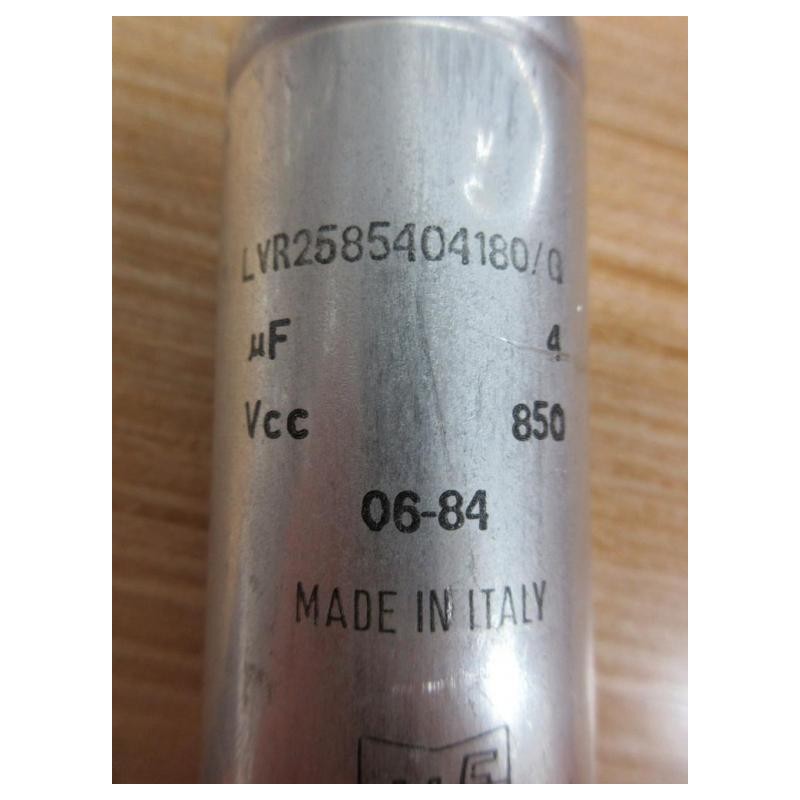 LVR2585404180/Q
µF 4
Vcc 850
06-84
MADE IN ITALY